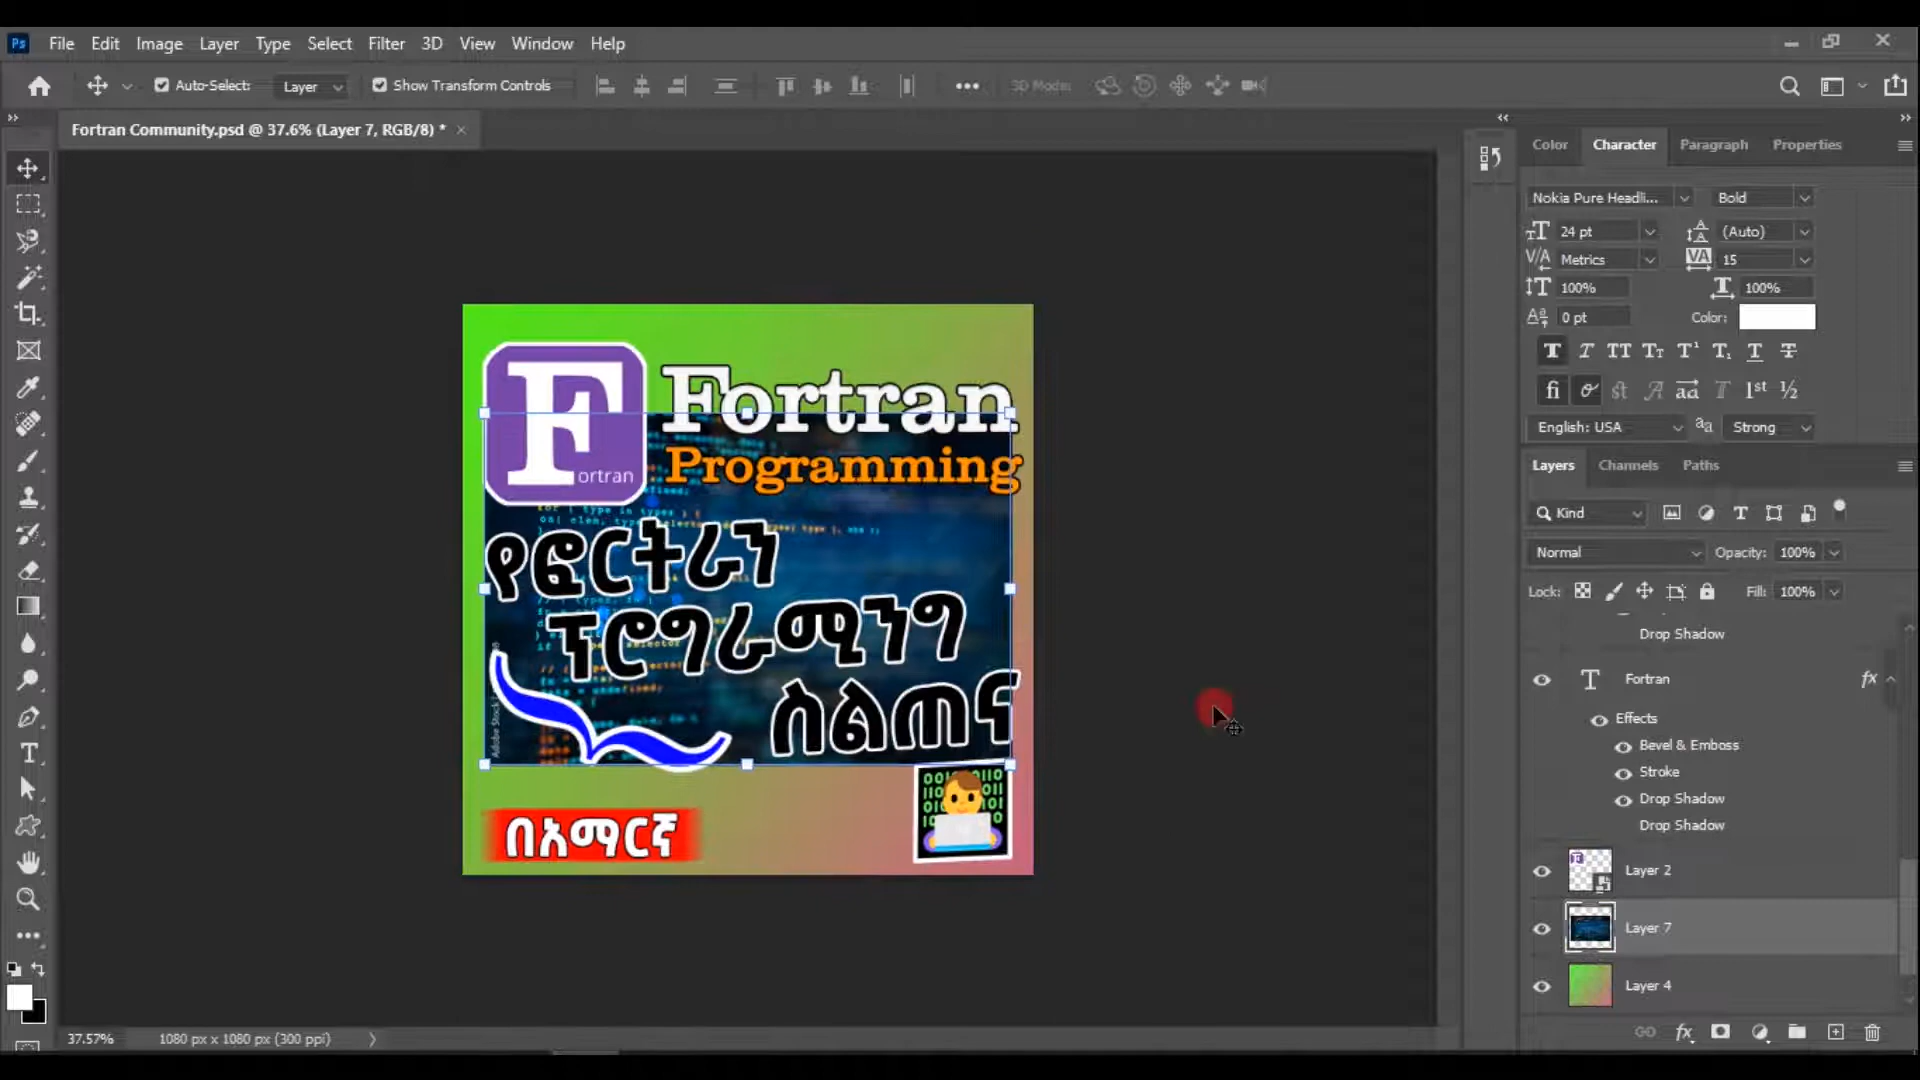 Ps File Edit Image Layer Type Select Filter 3D View Window Help
Auto-Select: Layer Show Transform Controls 3D Mode:
Fortran Community.psd @ 37.6% (Layer 7, RGB/8) *
Color Character Paragraph Properties
Nokia Pure Headli... Bold
24 pt (Auto)
Metrics 15
100% 100%
0 pt Color:
English: USA Strong
Layers Channels Paths
Kind
Normal Opacity: 100%
Lock: Fill: 100%
Drop Shadow
Fortran fx
Effects
Bevel & Emboss
Stroke
Drop Shadow
Drop Shadow
Layer 2
Layer 7
Layer 4
F
ortran
Fortran
Programming
የፎርትራን
ፕሮግራሚንግ
ስልጠና
በአማርኛ
37.57% 1080 px x 1080 px (300 ppi)